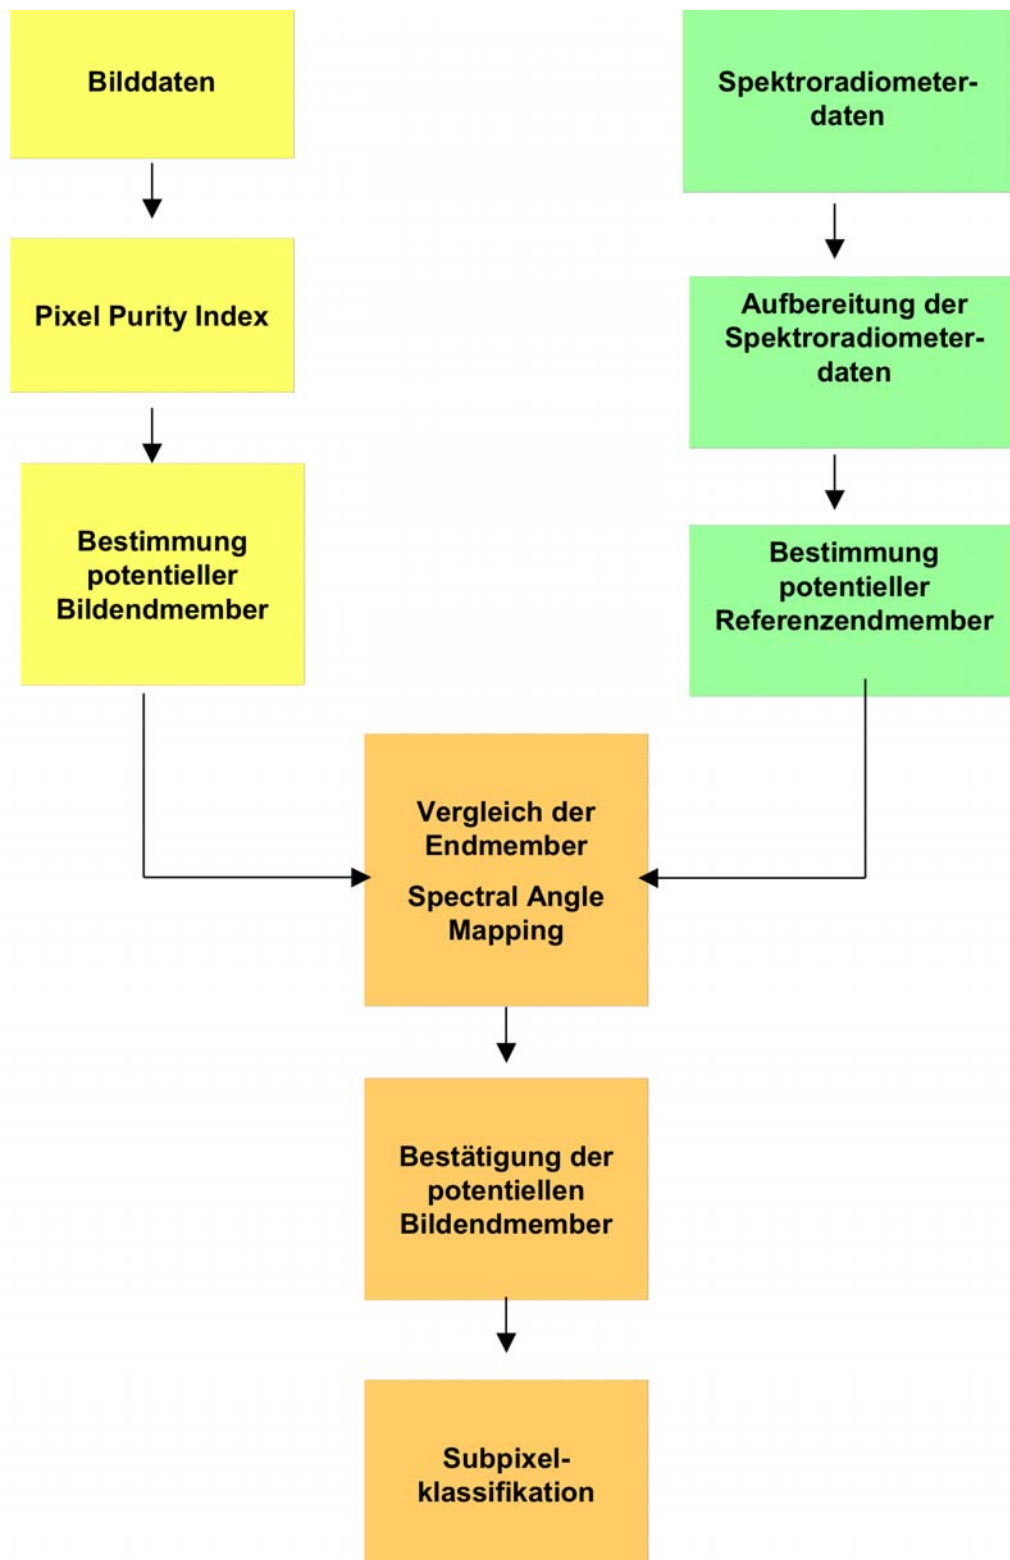 Bilddaten
Pixel Purity Index
Bestimmung
potentieller
Bildendmember
Spektroradiometer-
daten
Aufbereitung der
Spektroradiometer-
daten
Bestimmung
potentieller
Referenzendmember
Vergleich der
Endmember
Spectral Angle
Mapping
Bestätigung der
potentiellen
Bildendmember
Subpixel-
klassifikation